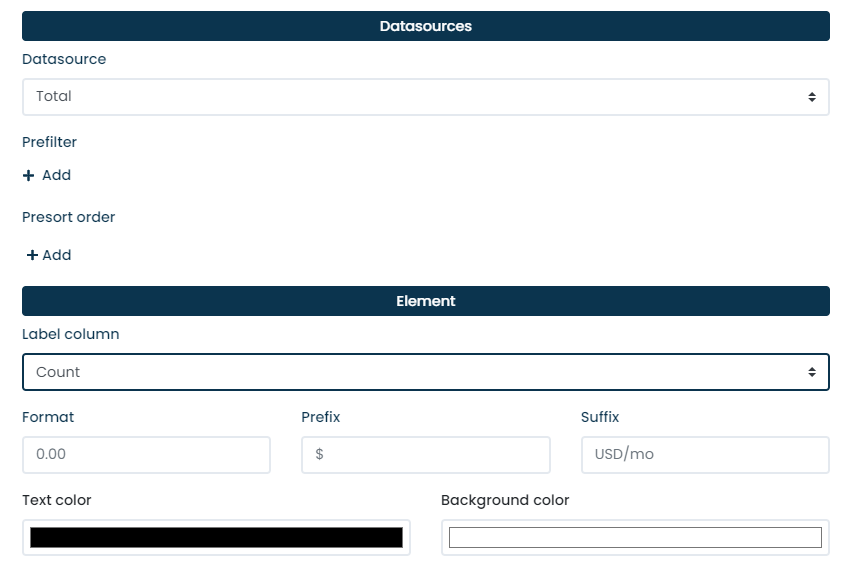 Datasources
Datasource
Total
Prefilter
+ Add
Presort order
+ Add
Element
Label column
Count
Format Prefix Suffix
0.00 $ USD/mo
Text color Background color